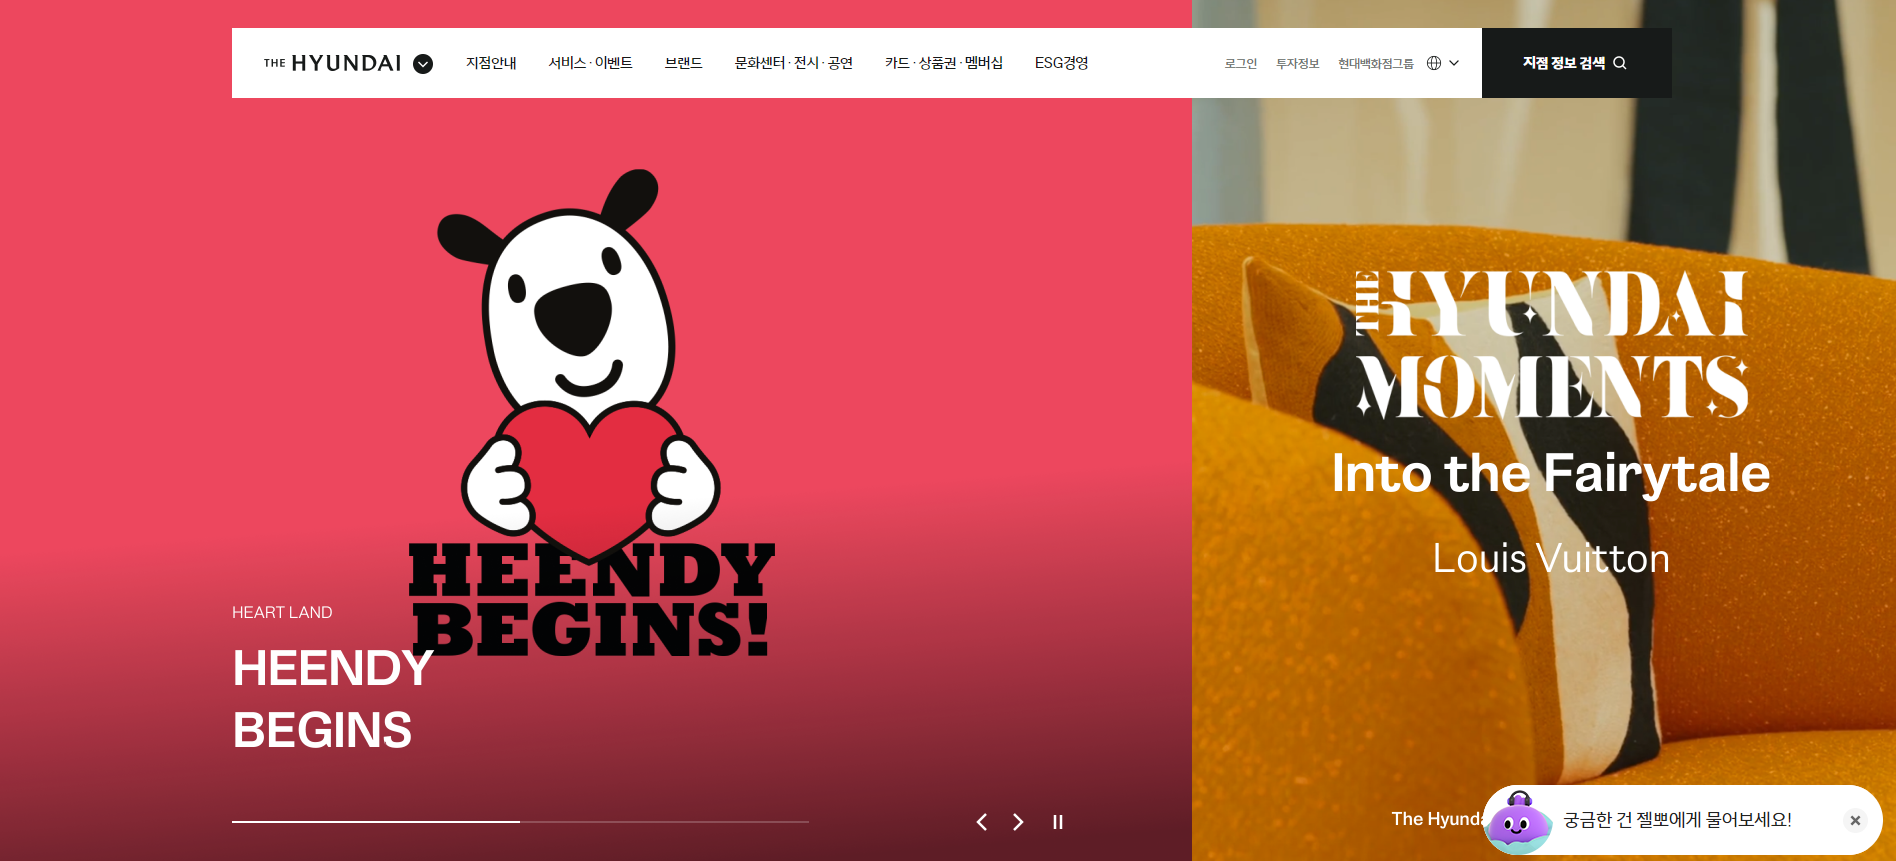 THE HYUNDAI
지점안내
서비스 · 이벤트
브랜드
문화센터 · 전시 · 공연
카드 · 상품권 · 멤버십
ESG경영
로그인
투자정보
현대백화점그룹
지점 정보 검색
HEENDY
BEGINS!
HEART LAND
HEENDY
BEGINS
THE HYUNDAI
MOMENTS
Into the Fairytale
Louis Vuitton
The Hyunda
궁금한 건 젤뽀에게 물어보세요!